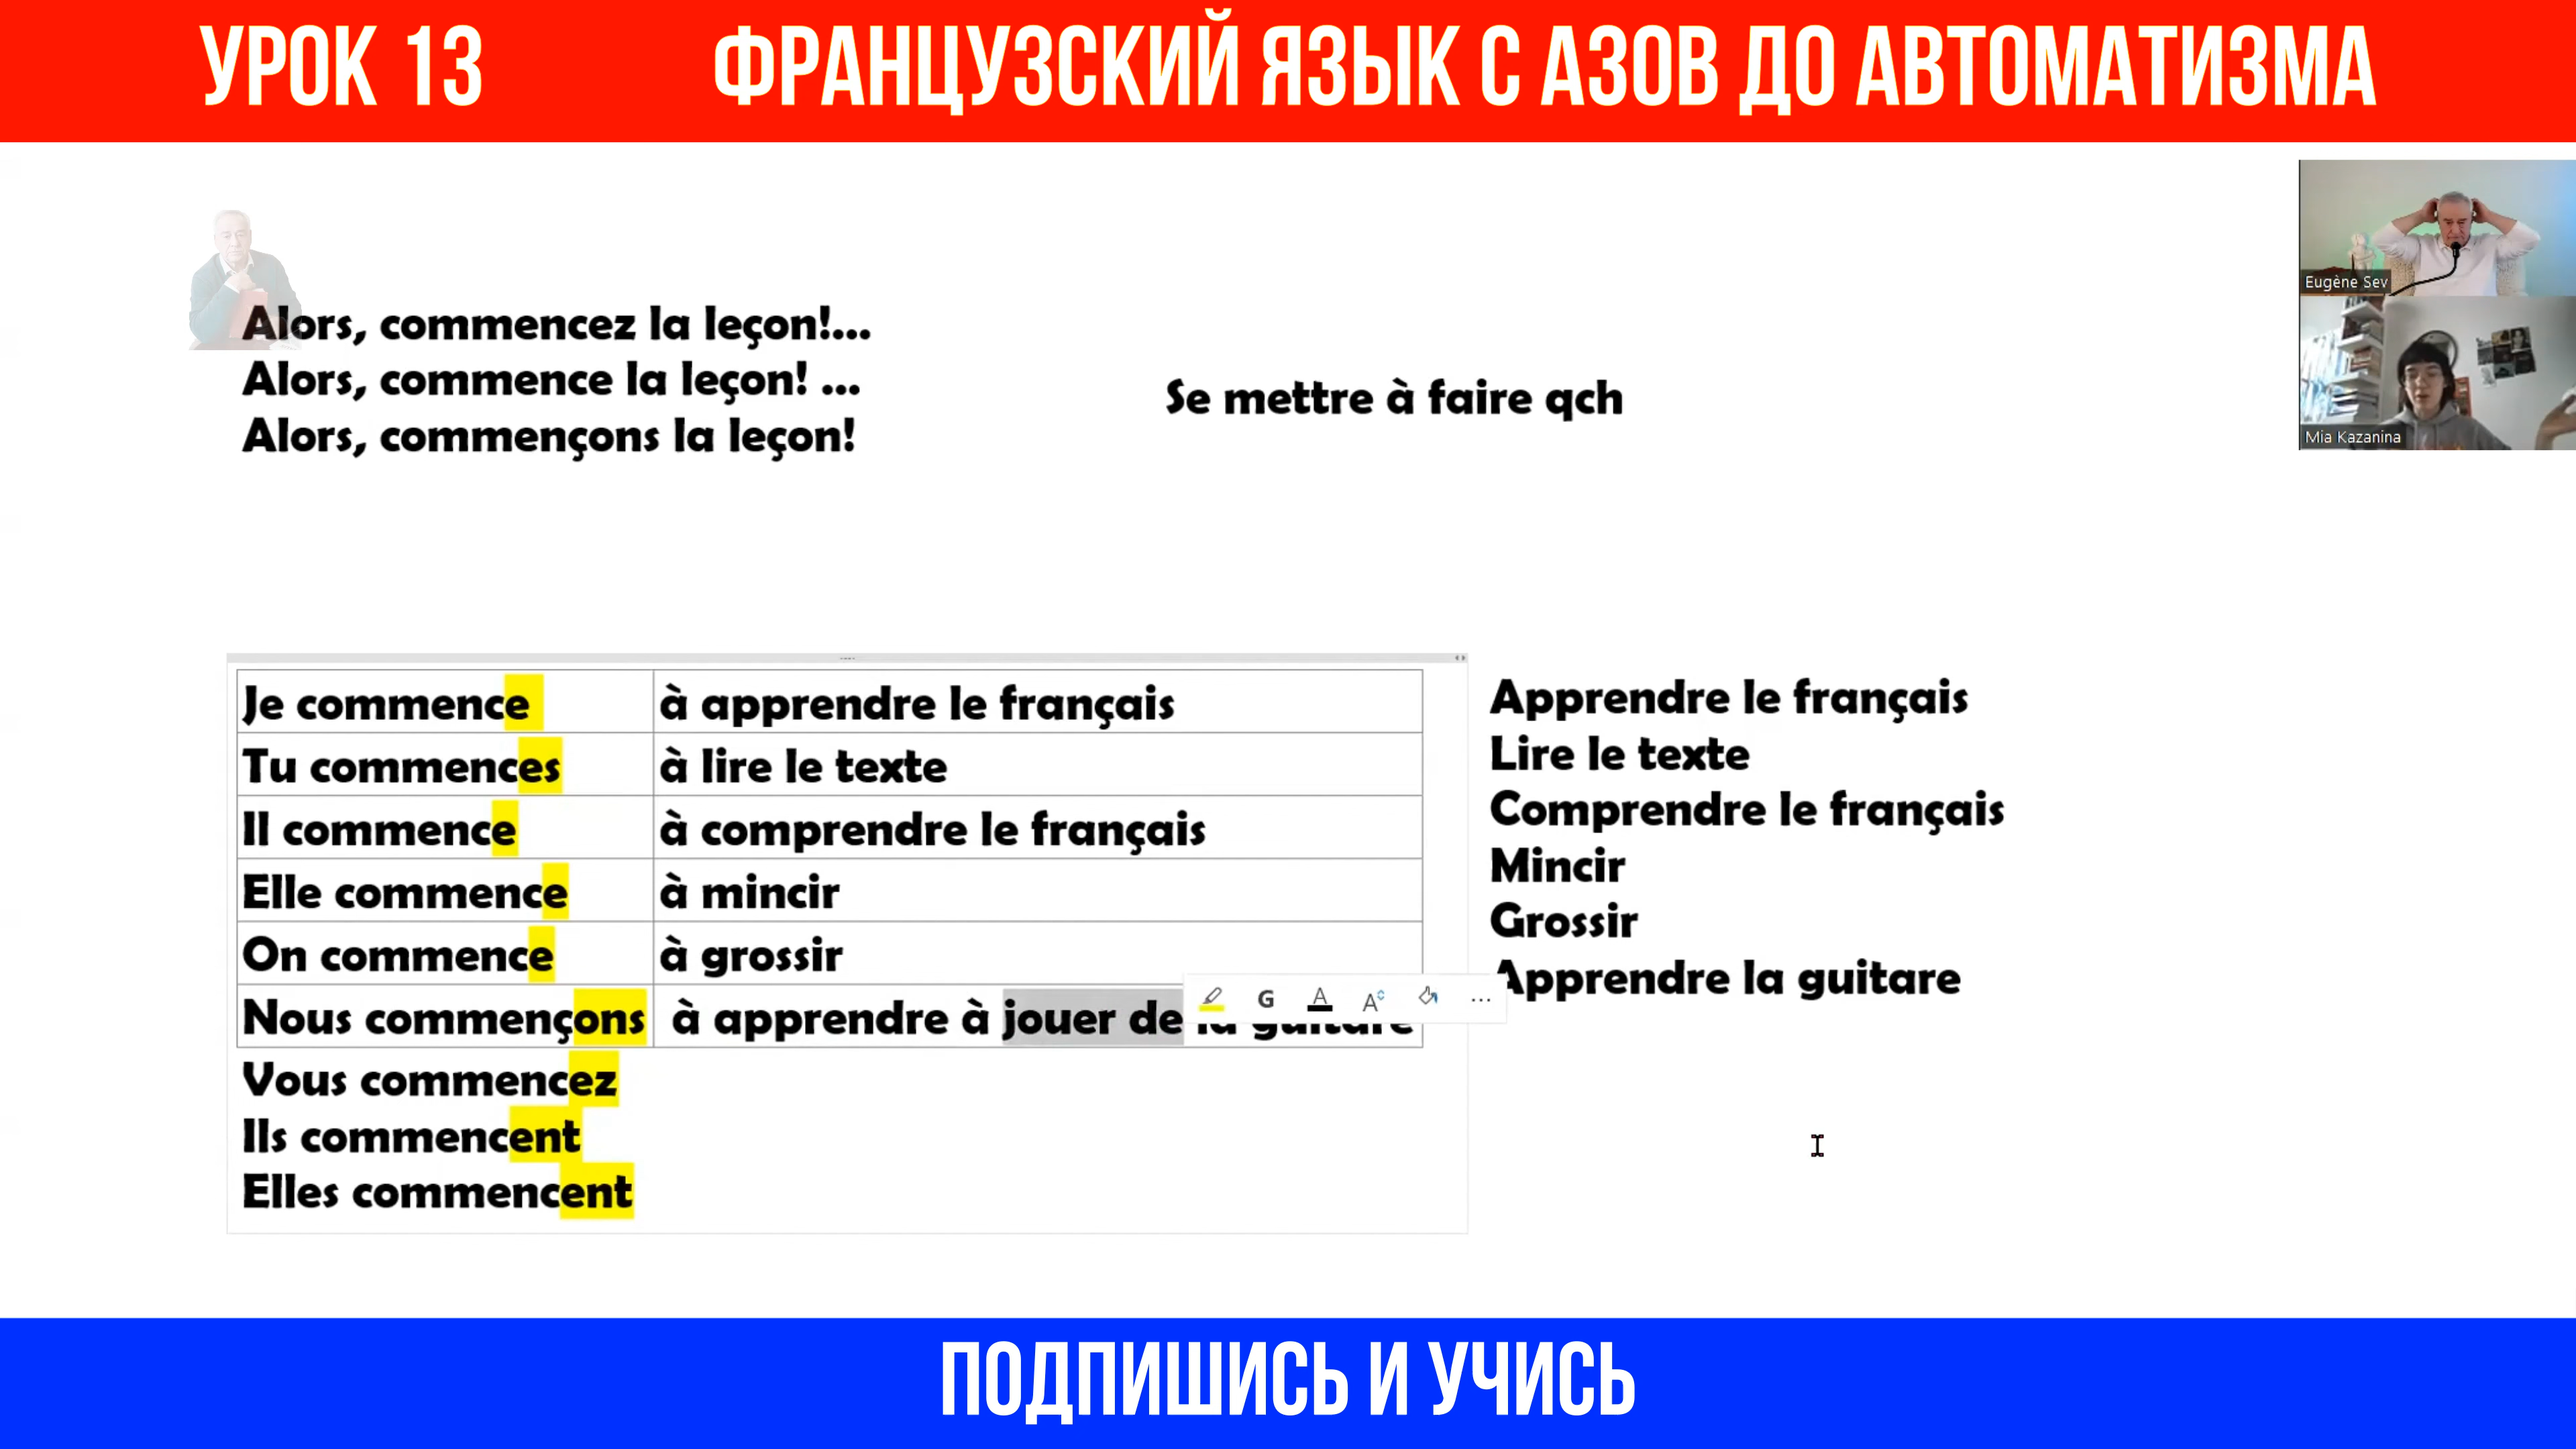 УРОК 13 ФРАНЦУЗСКИЙ ЯЗЫК С АЗОВ ДО АВТОМАТИЗМА
Eugène Sev
Mia Kazanina
Alors, commencez la leçon!...
Alors, commence la leçon! ...
Alors, commençons la leçon!
Se mettre à faire qch
Je commence à apprendre le français
Tu commences à lire le texte
Il commence à comprendre le français
Elle commence à mincir
On commence à grossir
Nous commençons à apprendre à jouer de la guitare
Vous commencez
Ils commencent
Elles commencent
G A A ...
Apprendre le français
Lire le texte
Comprendre le français
Mincir
Grossir
Apprendre la guitare
ПОДПИШИСЬ И УЧИСЬ